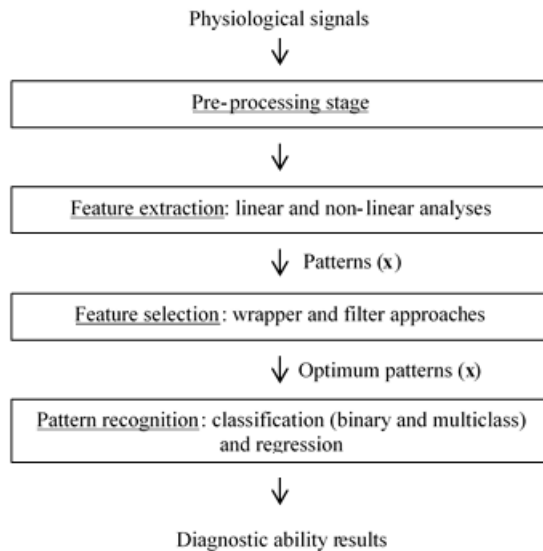 Physiological signals
Pre-processing stage
Feature extraction: linear and non-linear analyses
Patterns (x)
Feature selection: wrapper and filter approaches
Optimum patterns (x)
Pattern recognition: classification (binary and multiclass)
and regression
Diagnostic ability results